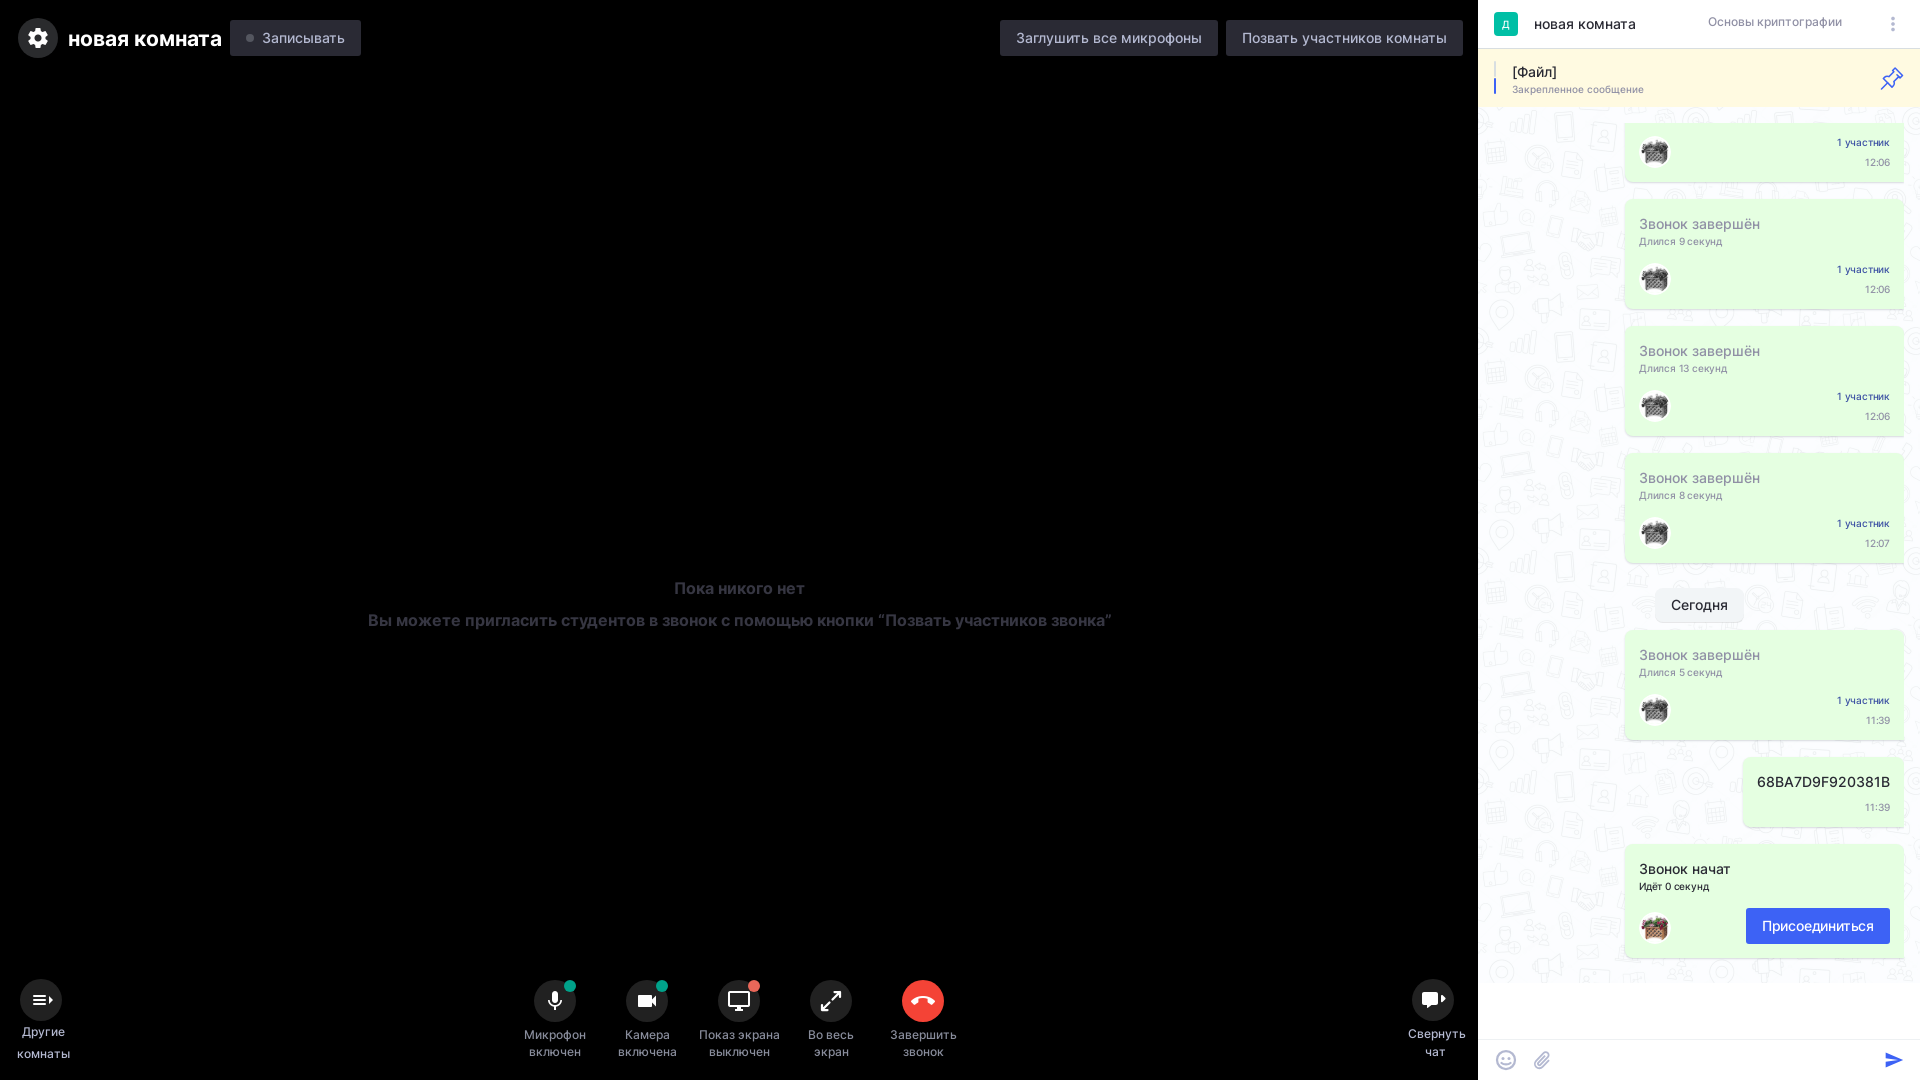 новая комната
Записывать
Заглушить все микрофоны
Позвать участников комнаты
Пока никого нет
Вы можете пригласить студентов в звонок с помощью кнопки “Позвать участников звонка”
Другие
комнаты
Микрофон
включен
Камера
включена
Показ экрана
выключен
Во весь
экран
Завершить
звонок
Свернуть
чат
Д
новая комната
Основы криптографии
[Файл]
Закрепленное сообщение
1 участник
12:06
Звонок завершён
Длился 9 секунд
1 участник
12:06
Звонок завершён
Длился 13 секунд
1 участник
12:06
Звонок завершён
Длился 8 секунд
1 участник
12:07
Сегодня
Звонок завершён
Длился 5 секунд
1 участник
11:39
68BA7D9F920381B
11:39
Звонок начат
Идёт 0 секунд
Присоединиться